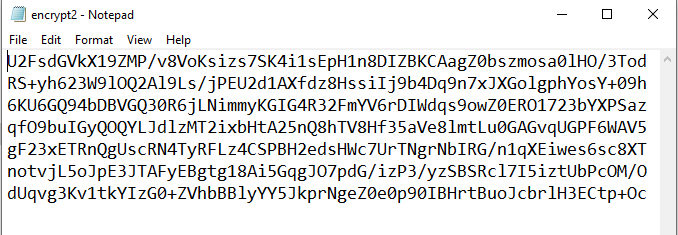 encrypt2 - Notepad
File Edit Format View Help
U2FsdGVkX19ZMP/v8VoKsizs7SK4i1sEpH1n8DIZBKCAagZ0bszmosa0lHO/3Tod
RS+yh623W9lOQ2Al9Ls/jPEU2d1AXfdz8HssiIj9b4Dq9n7xJXGolgphYosY+09h
6KU6GQ94bDBVGQ30R6jLNimmyKGIG4R32FmYV6rDIWdqs9owZ0ERO1723bYXPSaz
qfO9buIGyQOQYLJdlzMT2ixbHtA25nQ8hTV8Hf35aVe8lmtLu0GAGvqUGPF6WAV5
gF23xETRnQgUscRN4TyRFLz4CSPBH2edsHWc7UrTNgrNbIRG/n1qXEiwes6sc8XT
notvjL5oJpE3JTAFyEBgtg18Ai5GqgJO7pdG/izP3/yzSBSRcl7I5iztUbPcOM/O
dUqvg3Kv1tkYIzG0+ZVhbBBlyYY5JkprNgeZ0e0p90IBHrtBuoJcbrlH3ECtp+Oc